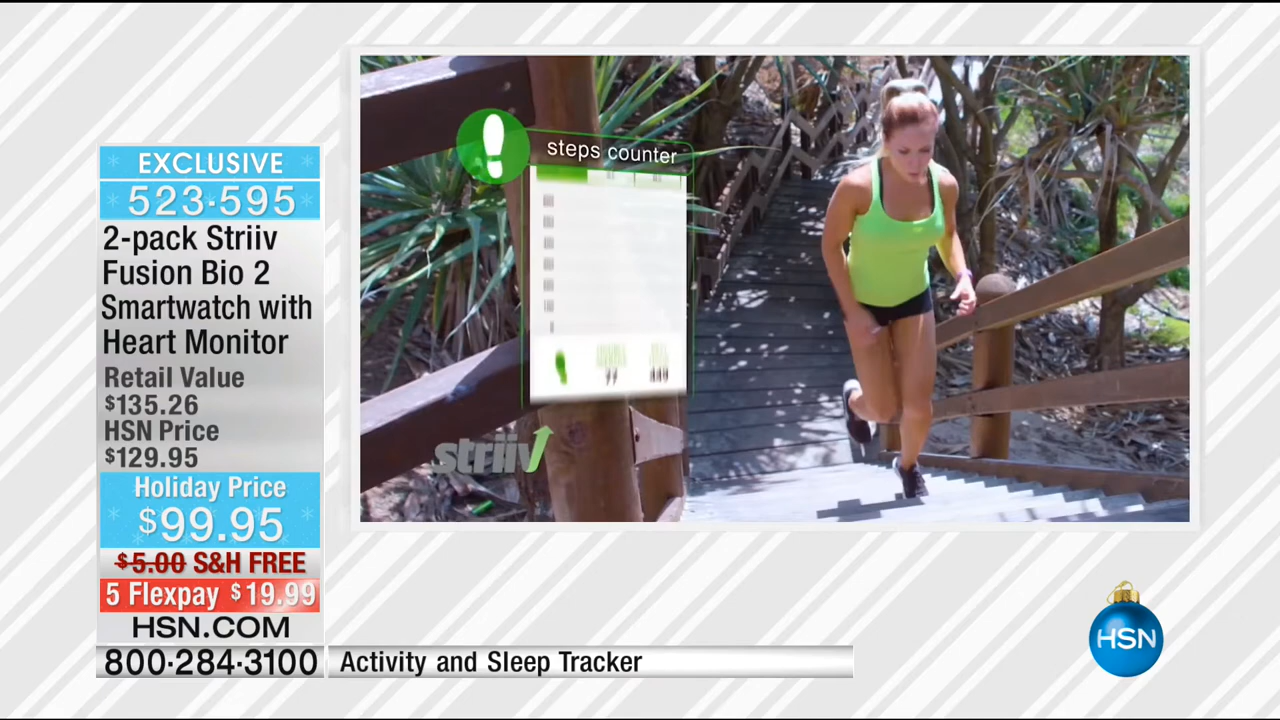 EXCLUSIVE
523·595
2-pack Striiv
Fusion Bio 2
Smartwatch with
Heart Monitor
Retail Value
$135.26
HSN Price
$129.95
Holiday Price
$99.95
$5.00 S&H FREE
5 Flexpay $19.99
HSN.COM
800·284·3100
Activity and Sleep Tracker
steps counter
striiv
HSN